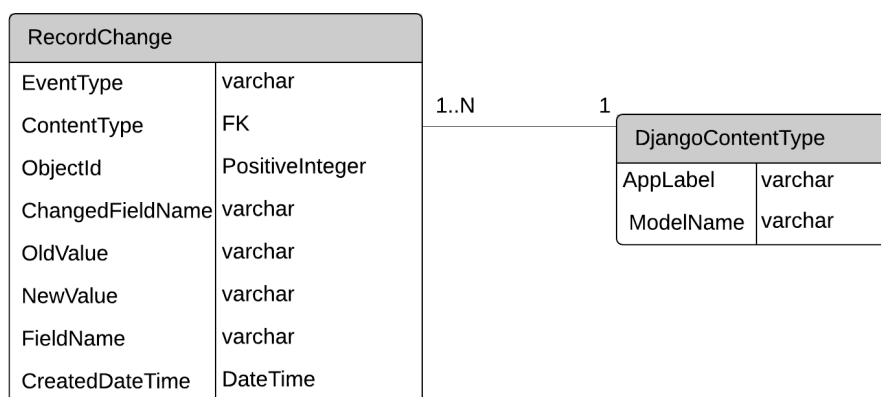 RecordChange
EventType varchar
ContentType FK
ObjectId PositiveInteger
ChangedFieldName varchar
OldValue varchar
NewValue varchar
FieldName varchar
CreatedDateTime DateTime
1..N 1
DjangoContentType
AppLabel varchar
ModelName varchar